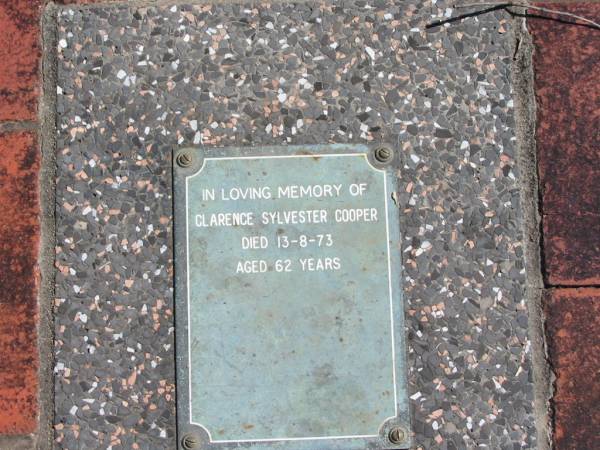 IN LOVING MEMORY OF
CLARENCE SYLVESTER COOPER
DIED 13-8-73
AGED 62 YEARS